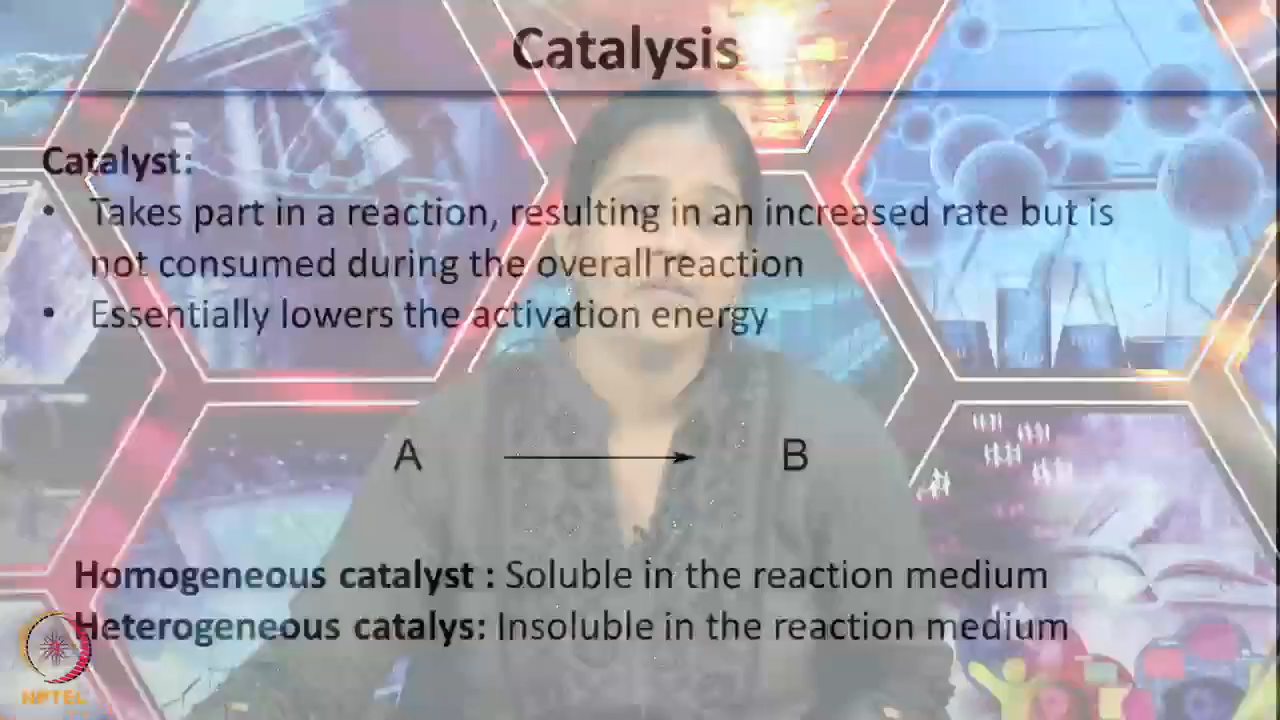 Catalysis
Catalyst:
• Takes part in a reaction, resulting in an increased rate but is
not consumed during the overall reaction
• Essentially lowers the activation energy
A B
Homogeneous catalyst : Soluble in the reaction medium
Heterogeneous catalys: Insoluble in the reaction medium
NPTEL